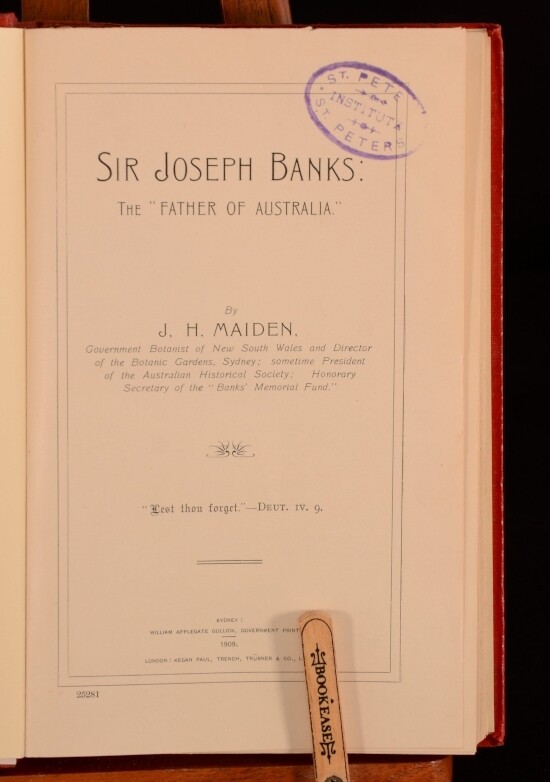 ST. PETE
INSTITUTE
ST. PETERS
SIR JOSEPH BANKS:
THE "FATHER OF AUSTRALIA."
By
J. H. MAIDEN,
Government Botanist of New South Wales and Director
of the Botanic Gardens, Sydney; sometime President
of the Australian Historical Society; Honorary
Secretary of the "Banks' Memorial Fund."
"Lest thou forget."—DEUT. IV. 9.
SYDNEY:
WILLIAM APPLEGATE GULLICK, GOVERNMENT PRINT
1909.
LONDON: KEGAN PAUL, TRENCH, TRÜBNER & CO., L
25281
BOOKEASE